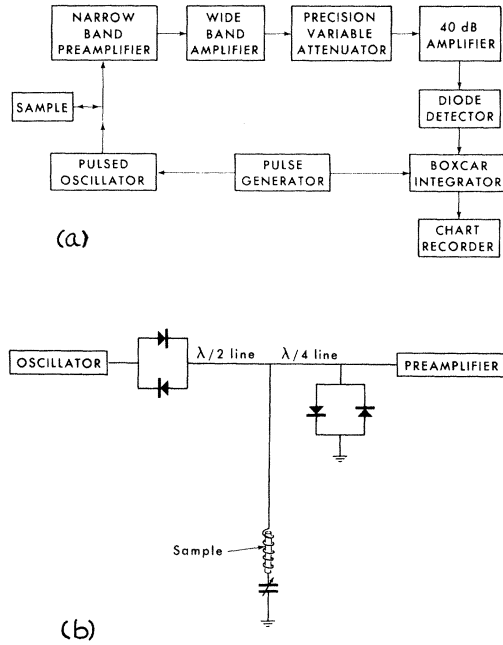 NARROW
BAND
PREAMPLIFIER
WIDE
BAND
AMPLIFIER
PRECISION
VARIABLE
ATTENUATOR
40 dB
AMPLIFIER
SAMPLE
DIODE
DETECTOR
PULSED
OSCILLATOR
PULSE
GENERATOR
BOXCAR
INTEGRATOR
CHART
RECORDER
(a)
OSCILLATOR
λ/2 line
λ/4 line
PREAMPLIFIER
Sample
(b)